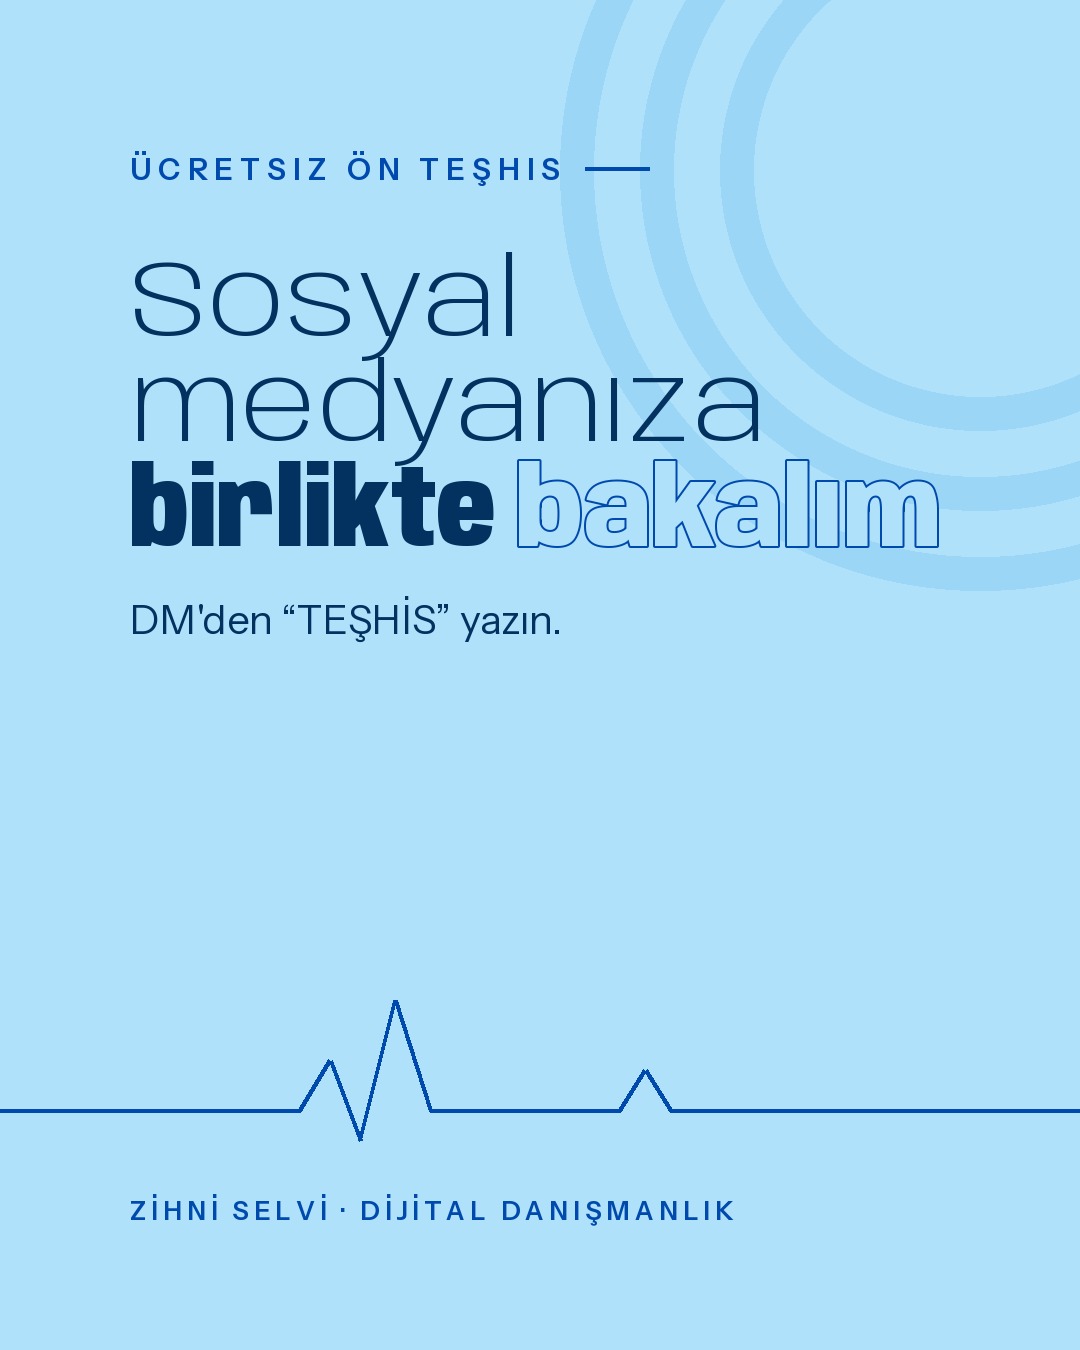 ÜCRETSIZ ÖN TEŞHIS
Sosyal
medyanıza
birlikte bakalım
DM'den “TEŞHİS” yazın.
ZİHNİ SELVİ · DİJİTAL DANIŞMANLIK